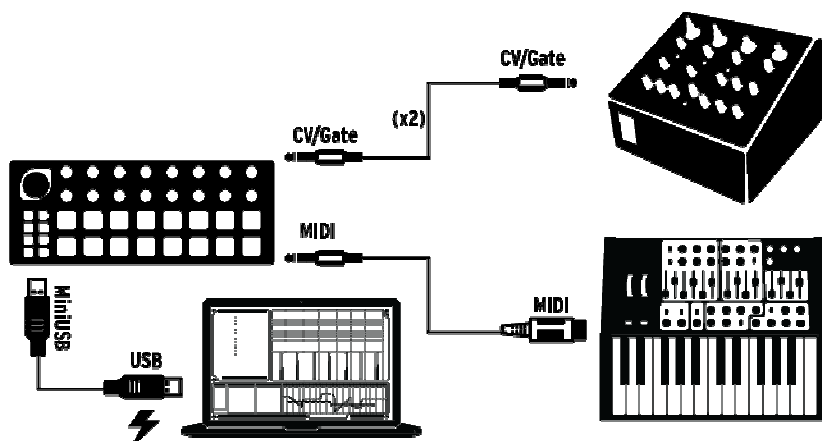 CV/Gate
(x2)
CV/Gate
MIDI
MIDI
MiniUSB
USB